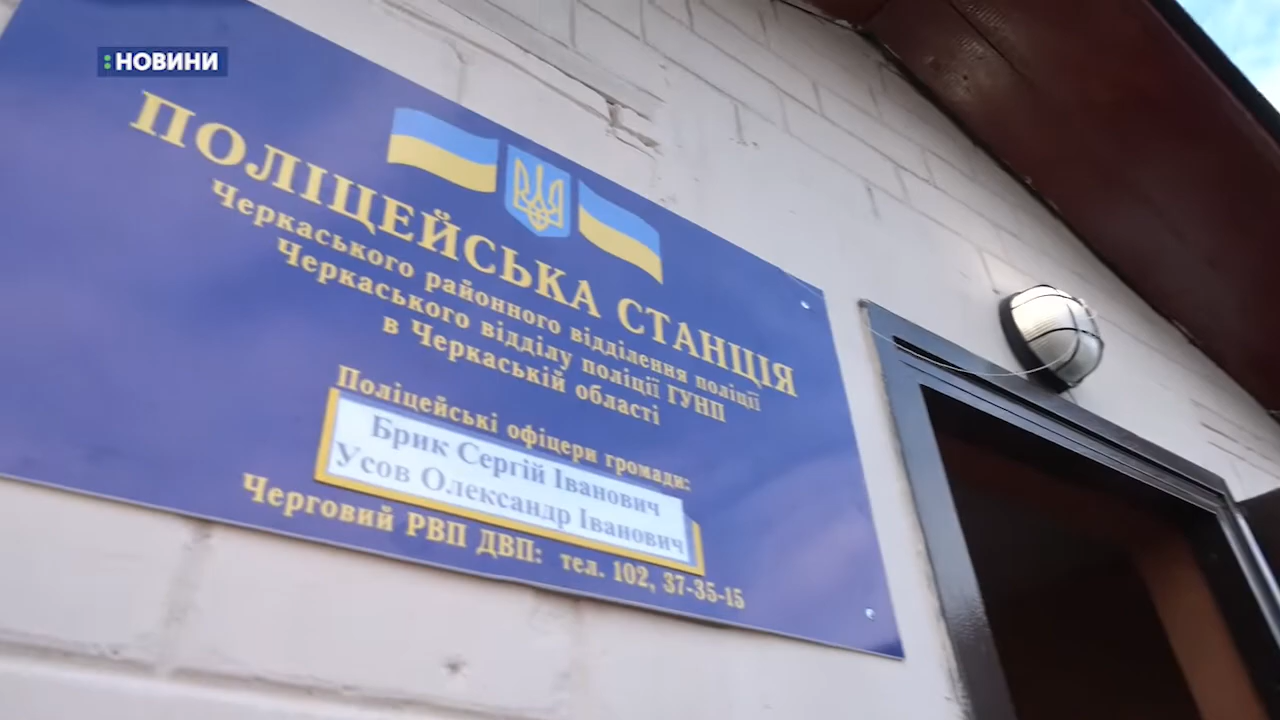 :НОВИНИ
ПОЛІЦЕЙСЬКА СТАНЦІЯ
Черкаського районного відділення поліції
Черкаського відділу поліції ГУНП
в Черкаській області
Поліцейські офіцери громади:
Брик Сергій Іванович
Усов Олександр Іванович
Черговий РВП ДВП: тел. 102, 37-35-15